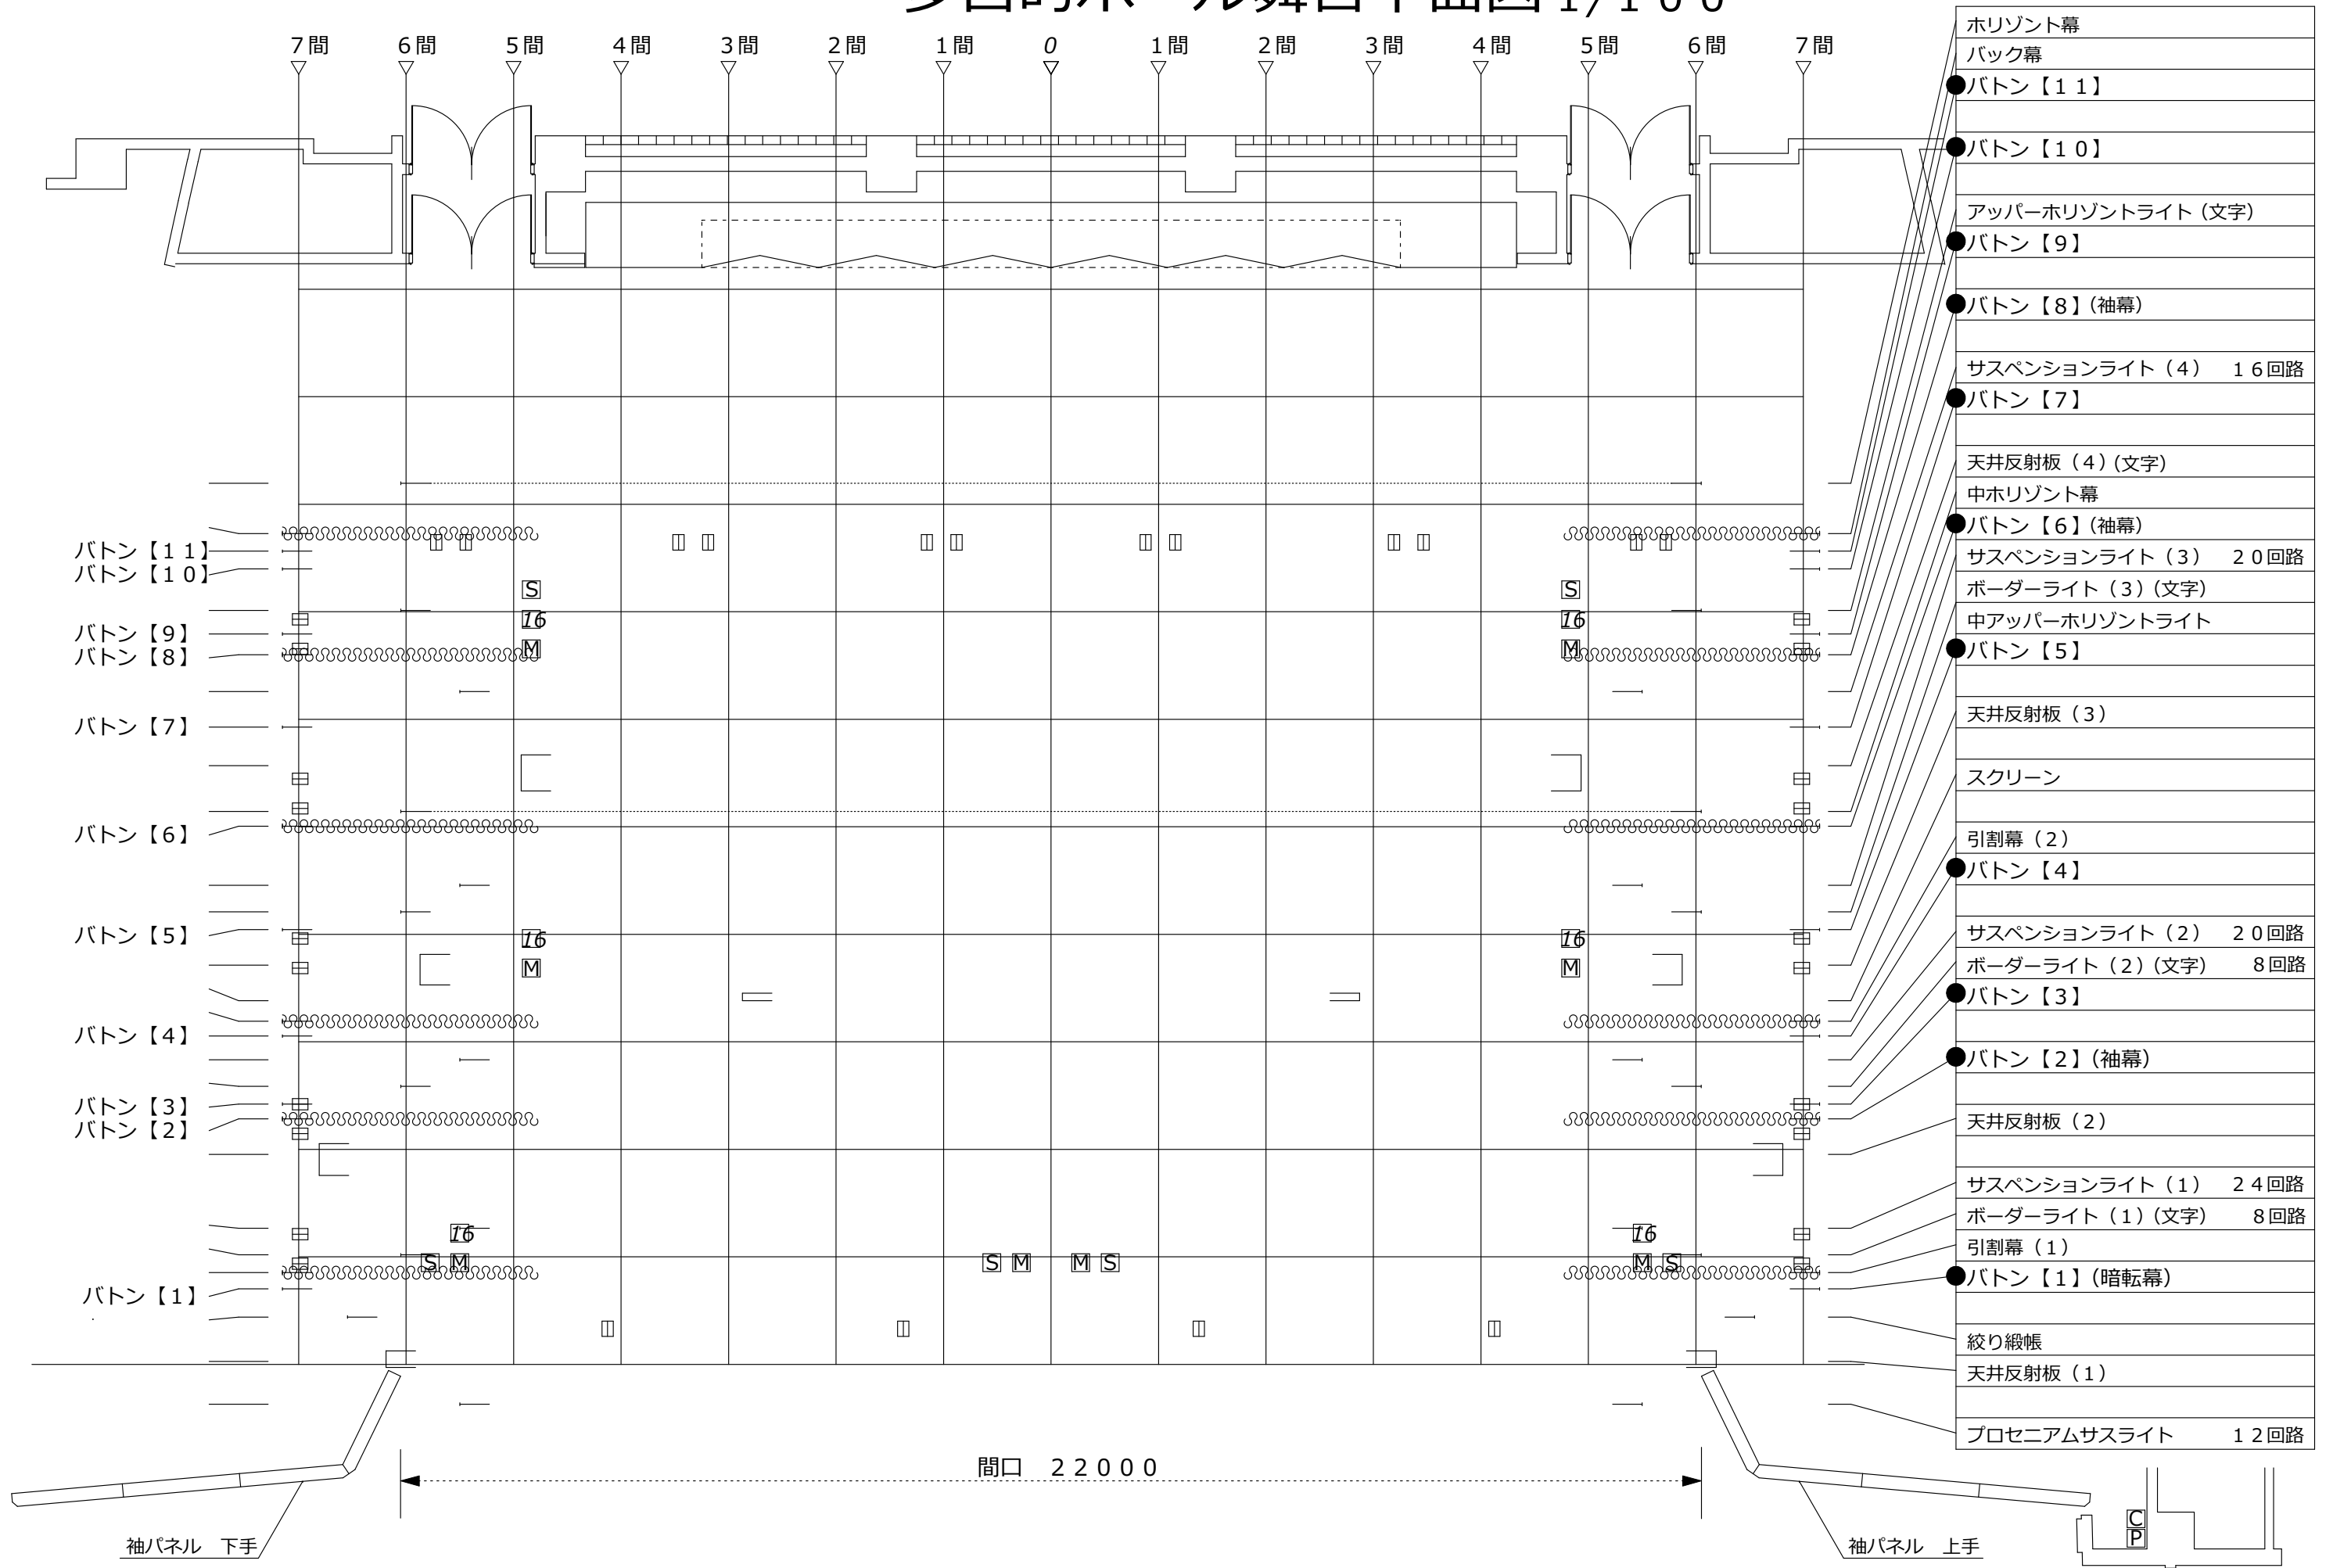 多目的ホール舞台平面図 1/100
7間 6間 5間 4間 3間 2間 1間 0 1間 2間 3間 4間 5間 6間 7間
ホリゾント幕
バック幕
バトン【11】
バトン【10】
アッパーホリゾントライト(文字)
バトン【9】
バトン【8】(袖幕)
サスペンションライト(4) 16回路
バトン【7】
天井反射板(4)(文字)
中ホリゾント幕
バトン【6】(袖幕)
サスペンションライト(3) 20回路
ボーダーライト(3)(文字)
中アッパーホリゾントライト
バトン【5】
天井反射板(3)
スクリーン
引割幕(2)
バトン【4】
サスペンションライト(2) 20回路
ボーダーライト(2)(文字) 8回路
バトン【3】
バトン【2】(袖幕)
天井反射板(2)
サスペンションライト(1) 24回路
ボーダーライト(1)(文字) 8回路
引割幕(1)
バトン【1】(暗転幕)
絞り緞帳
天井反射板(1)
プロセニアムサスライト 12回路
バトン【11】
バトン【10】
バトン【9】
バトン【8】
バトン【7】
バトン【6】
バトン【5】
バトン【4】
バトン【3】
バトン【2】
バトン【1】
S S
16 16
M M
16 16
M M
16 16
S M S M M S M S
間口 22000
袖パネル 下手
袖パネル 上手
C
P